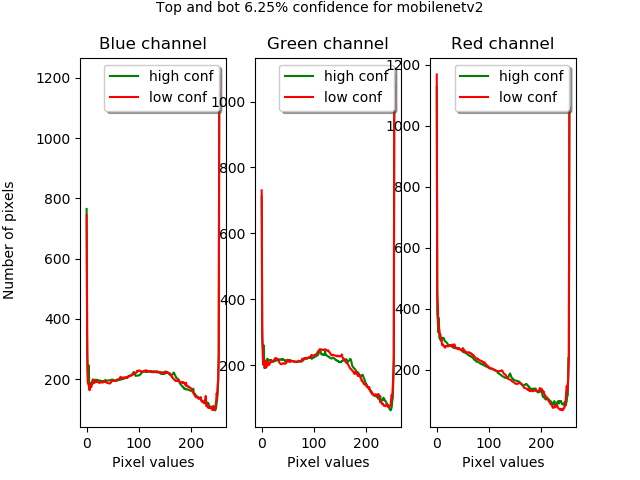 Top and bot 6.25% confidence for mobilenetv2
Blue channel
Green channel
Red channel
high conf
low conf
high conf
low conf
high conf
low conf
Number of pixels
1200
1000
800
600
400
200
1000
800
600
400
200
1200
1000
800
600
400
200
0 100 200
0 100 200
0 100 200
Pixel values
Pixel values
Pixel values